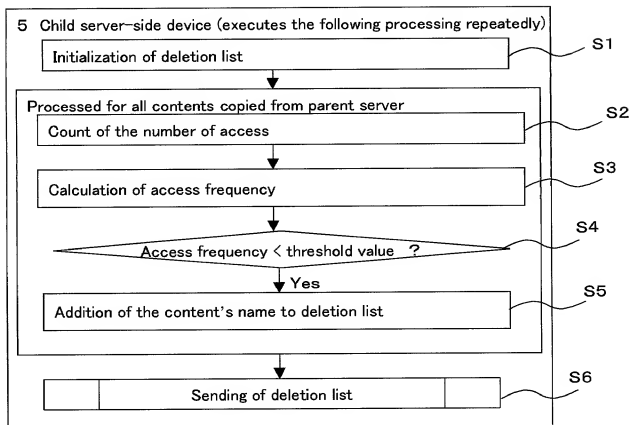 5 Child server-side device (executes the following processing repeatedly)
S1
Initialization of deletion list
Processed for all contents copied from parent server
S2
Count of the number of access
S3
Calculation of access frequency
S4
Access frequency < threshold value ?
Yes
S5
Addition of the content's name to deletion list
S6
Sending of deletion list